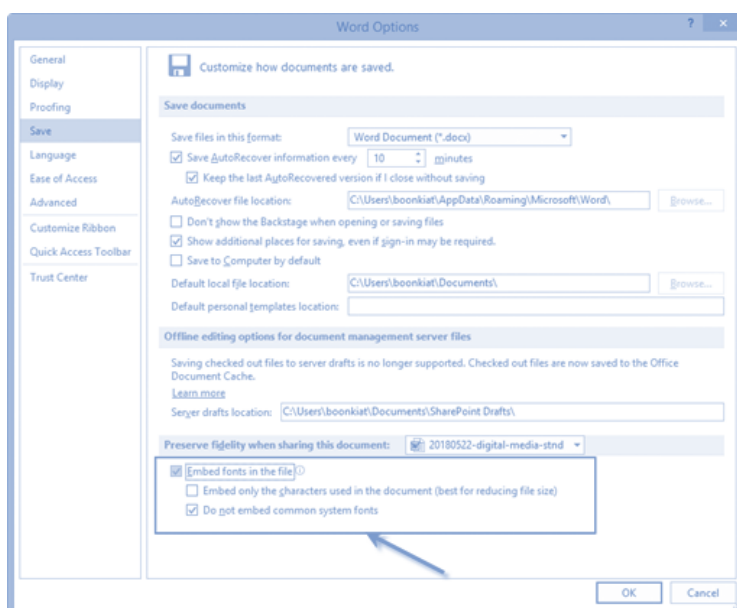 Word Options
?
×
General
Display
Proofing
Save
Language
Ease of Access
Advanced
Customize Ribbon
Quick Access Toolbar
Trust Center
Customize how documents are saved.
Save documents
Save files in this format: Word Document (*.docx)
Save AutoRecover information every 10 minutes
Keep the last AutoRecovered version if I close without saving
AutoRecover file location: C:\Users\boonkiat\AppData\Roaming\Microsoft\Word\ Browse...
Don't show the Backstage when opening or saving files
Show additional places for saving, even if sign-in may be required.
Save to Computer by default
Default local file location: C:\Users\boonkiat\Documents\ Browse...
Default personal templates location:
Offline editing options for document management server files
Saving checked out files to server drafts is no longer supported. Checked out files are now saved to the Office
Document Cache.
Learn more
Server drafts location: C:\Users\boonkiat\Documents\SharePoint Drafts\
Preserve fidelity when sharing this document: 20180522-digital-media-stnd
Embed fonts in the file
Embed only the characters used in the document (best for reducing file size)
Do not embed common system fonts
OK
Cancel